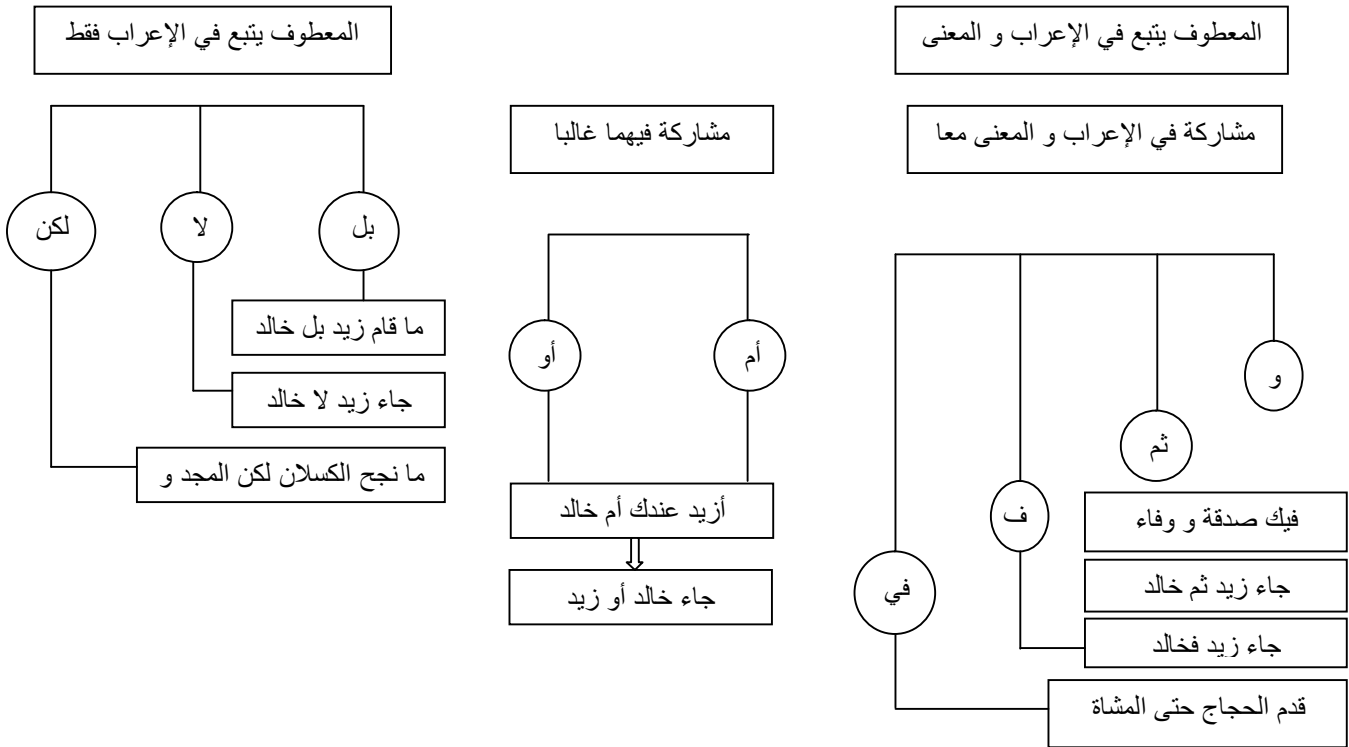 المعطوف يتبع في الإعراب و المعنى
المعطوف يتبع في الإعراب فقط
مشاركة في الإعراب و المعنى معا
مشاركة فيهما غالبا
و
ثم
ف
في
فيك صدقة و وفاء
جاء زيد ثم خالد
جاء زيد فخالد
قدم الحجاج حتى المشاة
أم
أو
أزيد عندك أم خالد
جاء خالد أو زيد
بل
لا
لكن
ما قام زيد بل خالد
جاء زيد لا خالد
ما نجح الكسلان لكن المجد و